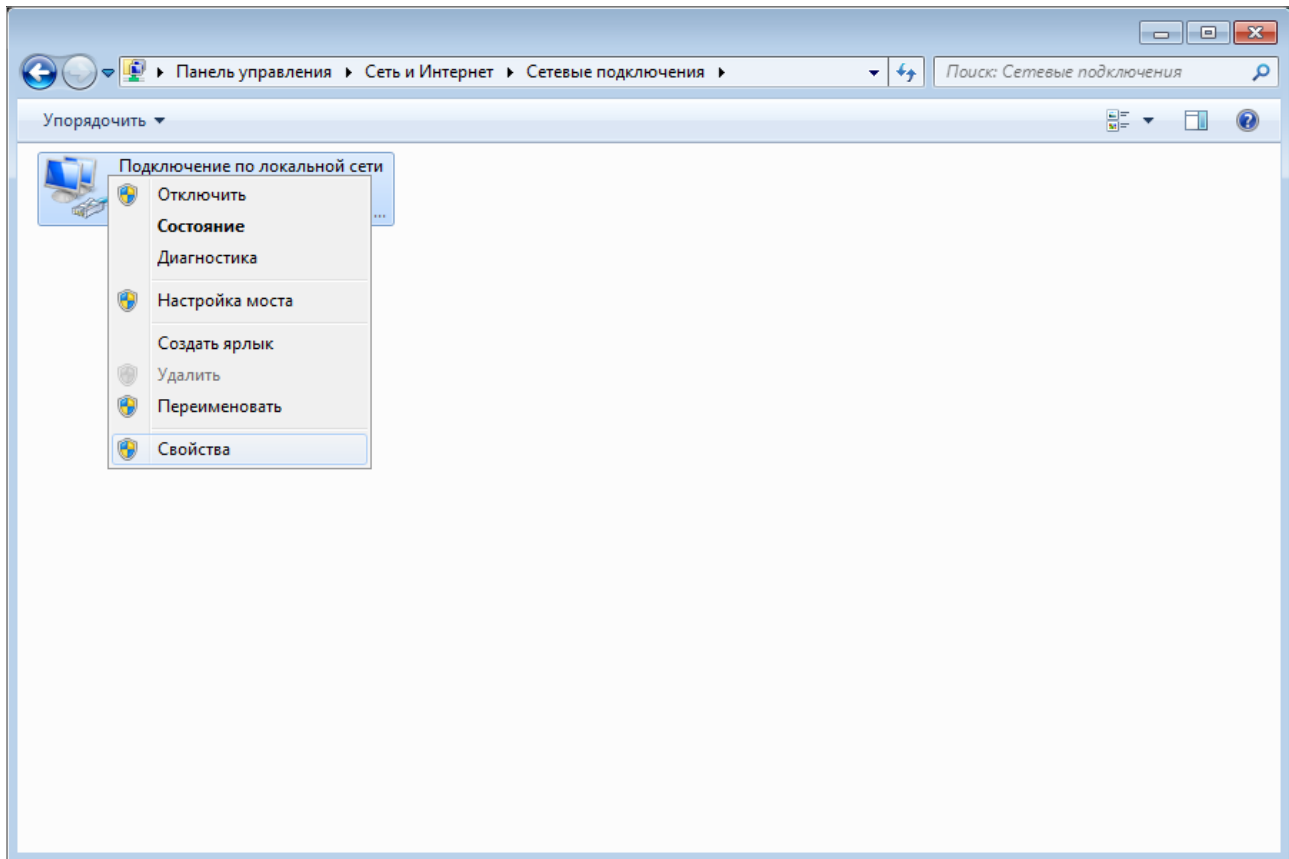 Панель управления Сеть и Интернет Сетевые подключения
Поиск: Сетевые подключения
Упорядочить
Подключение по локальной сети
...
Отключить
Состояние
Диагностика
Настройка моста
Создать ярлык
Удалить
Переименовать
Свойства